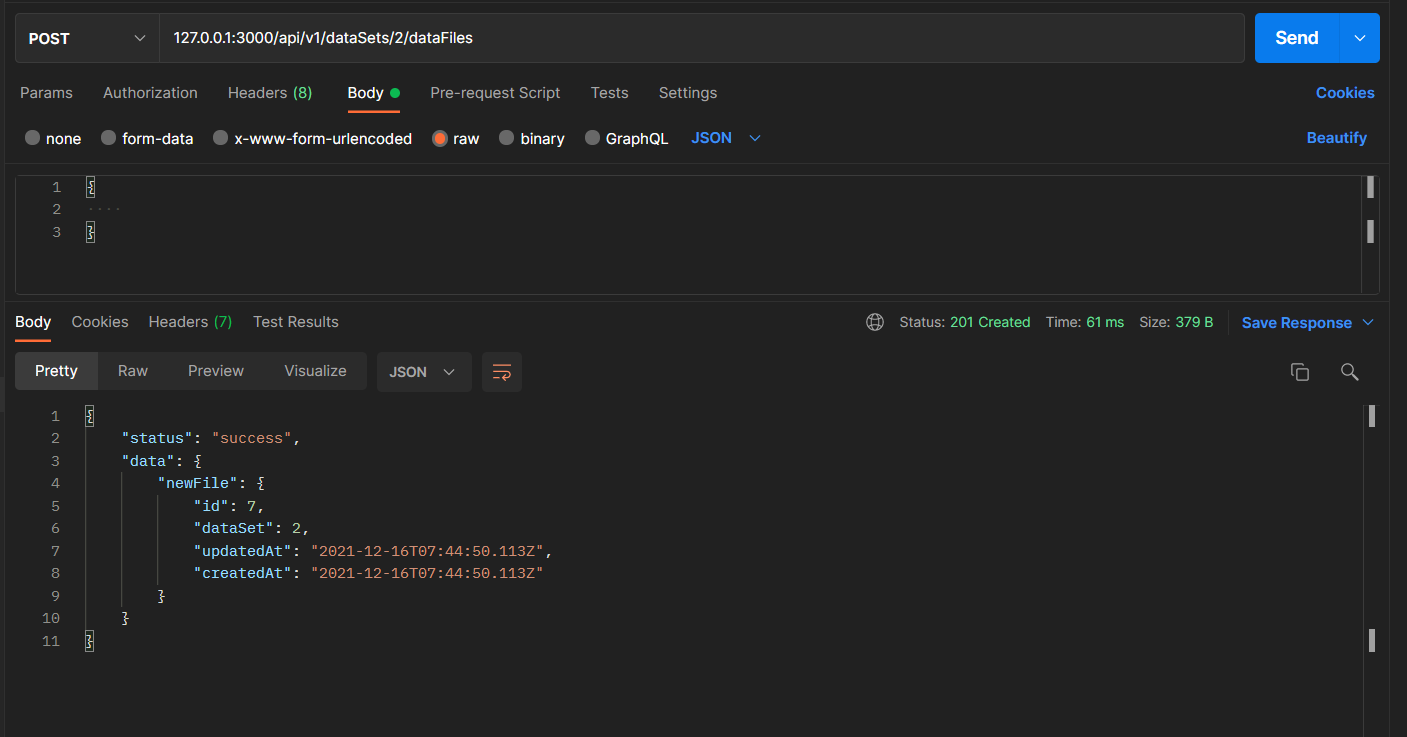 POST 127.0.0.1:3000/api/v1/dataSets/2/dataFiles Send
Params Authorization Headers (8) Body Pre-request Script Tests Settings Cookies
none form-data x-www-form-urlencoded raw binary GraphQL JSON Beautify
1 {
2 ····
3 }
Body Cookies Headers (7) Test Results Status: 201 Created Time: 61 ms Size: 379 B Save Response
Pretty Raw Preview Visualize JSON
1 {
2 "status": "success",
3 "data": {
4 "newFile": {
5 "id": 7,
6 "dataSet": 2,
7 "updatedAt": "2021-12-16T07:44:50.113Z",
8 "createdAt": "2021-12-16T07:44:50.113Z"
9 }
10 }
11 }